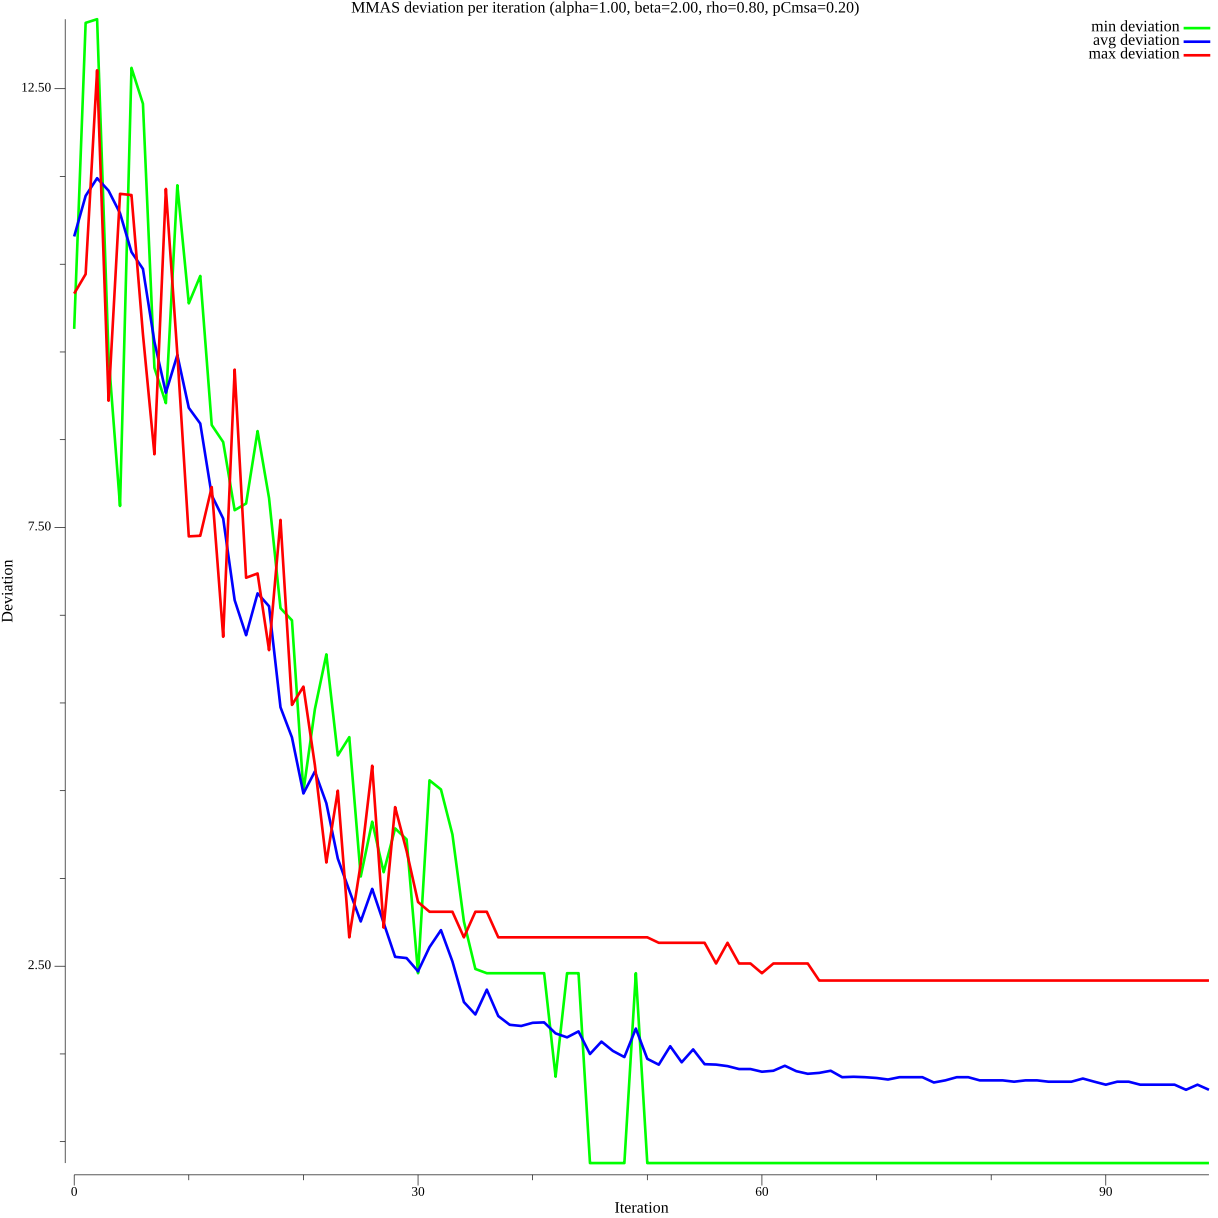 MMAS deviation per iteration (alpha=1.00, beta=2.00, rho=0.80, pCmsa=0.20)
min deviation
avg deviation
max deviation
12.50
7.50
2.50
Deviation
0
30
60
90
Iteration